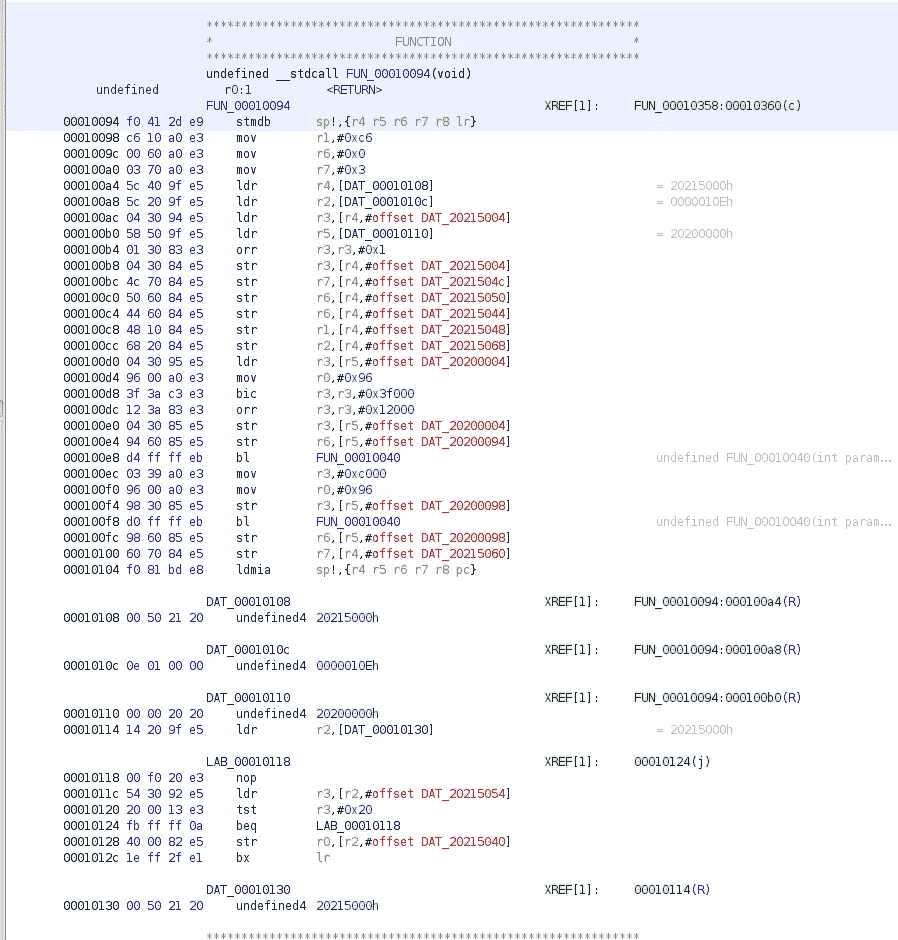 **************************************************************
* FUNCTION *
**************************************************************
undefined __stdcall FUN_00010094(void)
undefined r0:1 <RETURN>
FUN_00010094 XREF[1]: FUN_00010358:00010360(c)
00010094 f0 41 2d e9 stmdb sp!,{r4 r5 r6 r7 r8 lr}
00010098 c6 10 a0 e3 mov r1,#0xc6
0001009c 00 60 a0 e3 mov r6,#0x0
000100a0 03 70 a0 e3 mov r7,#0x3
000100a4 5c 40 9f e5 ldr r4,[DAT_00010108] = 20215000h
000100a8 5c 20 9f e5 ldr r2,[DAT_0001010c] = 0000010Eh
000100ac 04 30 94 e5 ldr r3,[r4,#offset DAT_20215004]
000100b0 58 50 9f e5 ldr r5,[DAT_00010110] = 20200000h
000100b4 01 30 83 e3 orr r3,r3,#0x1
000100b8 04 30 84 e5 str r3,[r4,#offset DAT_20215004]
000100bc 4c 70 84 e5 str r7,[r4,#offset DAT_2021504c]
000100c0 50 60 84 e5 str r6,[r4,#offset DAT_20215050]
000100c4 44 60 84 e5 str r6,[r4,#offset DAT_20215044]
000100c8 48 10 84 e5 str r1,[r4,#offset DAT_20215048]
000100cc 68 20 84 e5 str r2,[r4,#offset DAT_20215068]
000100d0 04 30 95 e5 ldr r3,[r5,#offset DAT_20200004]
000100d4 96 00 a0 e3 mov r0,#0x96
000100d8 3f 3a c3 e3 bic r3,r3,#0x3f000
000100dc 12 3a 83 e3 orr r3,r3,#0x12000
000100e0 04 30 85 e5 str r3,[r5,#offset DAT_20200004]
000100e4 94 60 85 e5 str r6,[r5,#offset DAT_20200094]
000100e8 d4 ff ff eb bl FUN_00010040 undefined FUN_00010040(int param...
000100ec 03 39 a0 e3 mov r3,#0xc000
000100f0 96 00 a0 e3 mov r0,#0x96
000100f4 98 30 85 e5 str r3,[r5,#offset DAT_20200098]
000100f8 d0 ff ff eb bl FUN_00010040 undefined FUN_00010040(int param...
000100fc 98 60 85 e5 str r6,[r5,#offset DAT_20200098]
00010100 60 70 84 e5 str r7,[r4,#offset DAT_20215060]
00010104 f0 81 bd e8 ldmia sp!,{r4 r5 r6 r7 r8 pc}
DAT_00010108 XREF[1]: FUN_00010094:000100a4(R)
00010108 00 50 21 20 undefined4 20215000h
DAT_0001010c XREF[1]: FUN_00010094:000100a8(R)
0001010c 0e 01 00 00 undefined4 0000010Eh
DAT_00010110 XREF[1]: FUN_00010094:000100b0(R)
00010110 00 00 20 20 undefined4 20200000h
00010114 14 20 9f e5 ldr r2,[DAT_00010130] = 20215000h
LAB_00010118 XREF[1]: 00010124(j)
00010118 00 f0 20 e3 nop
0001011c 54 30 92 e5 ldr r3,[r2,#offset DAT_20215054]
00010120 20 00 13 e3 tst r3,#0x20
00010124 fb ff ff 0a beq LAB_00010118
00010128 40 00 82 e5 str r0,[r2,#offset DAT_20215040]
0001012c 1e ff 2f e1 bx lr
DAT_00010130 XREF[1]: 00010114(R)
00010130 00 50 21 20 undefined4 20215000h
**************************************************************